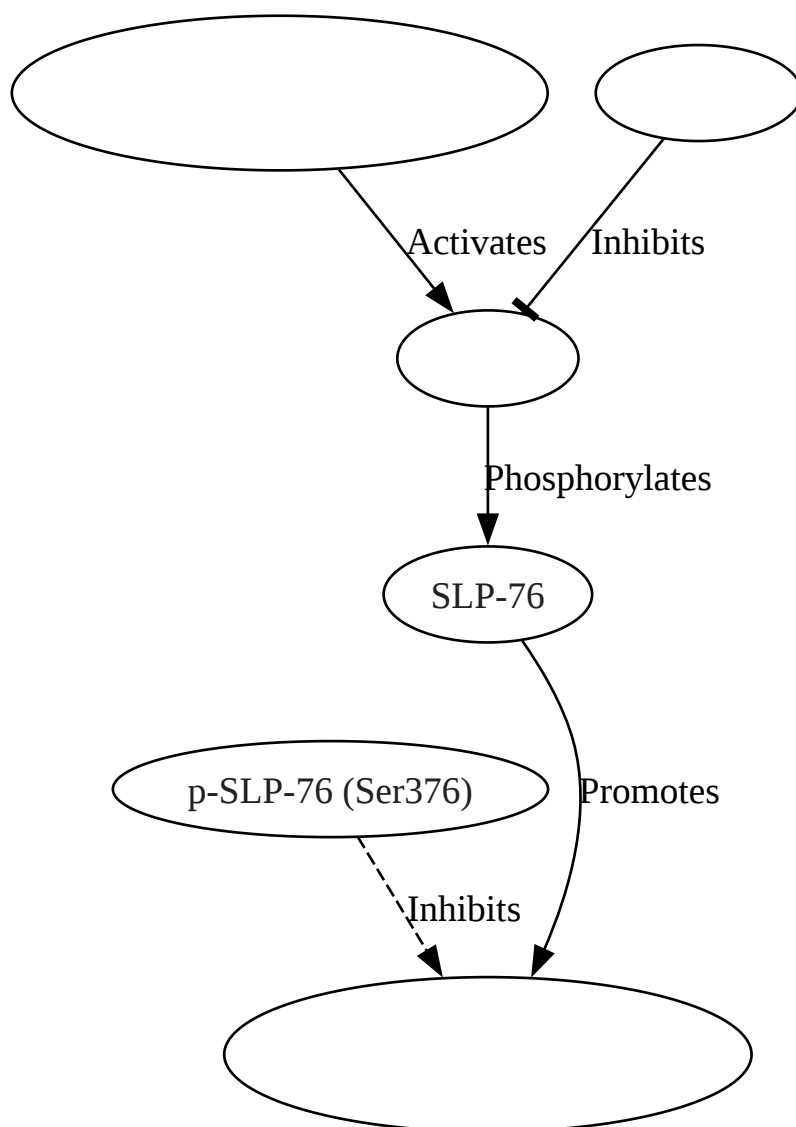 Activates
Inhibits
Phosphorylates
SLP-76
p-SLP-76 (Ser376)
Promotes
Inhibits